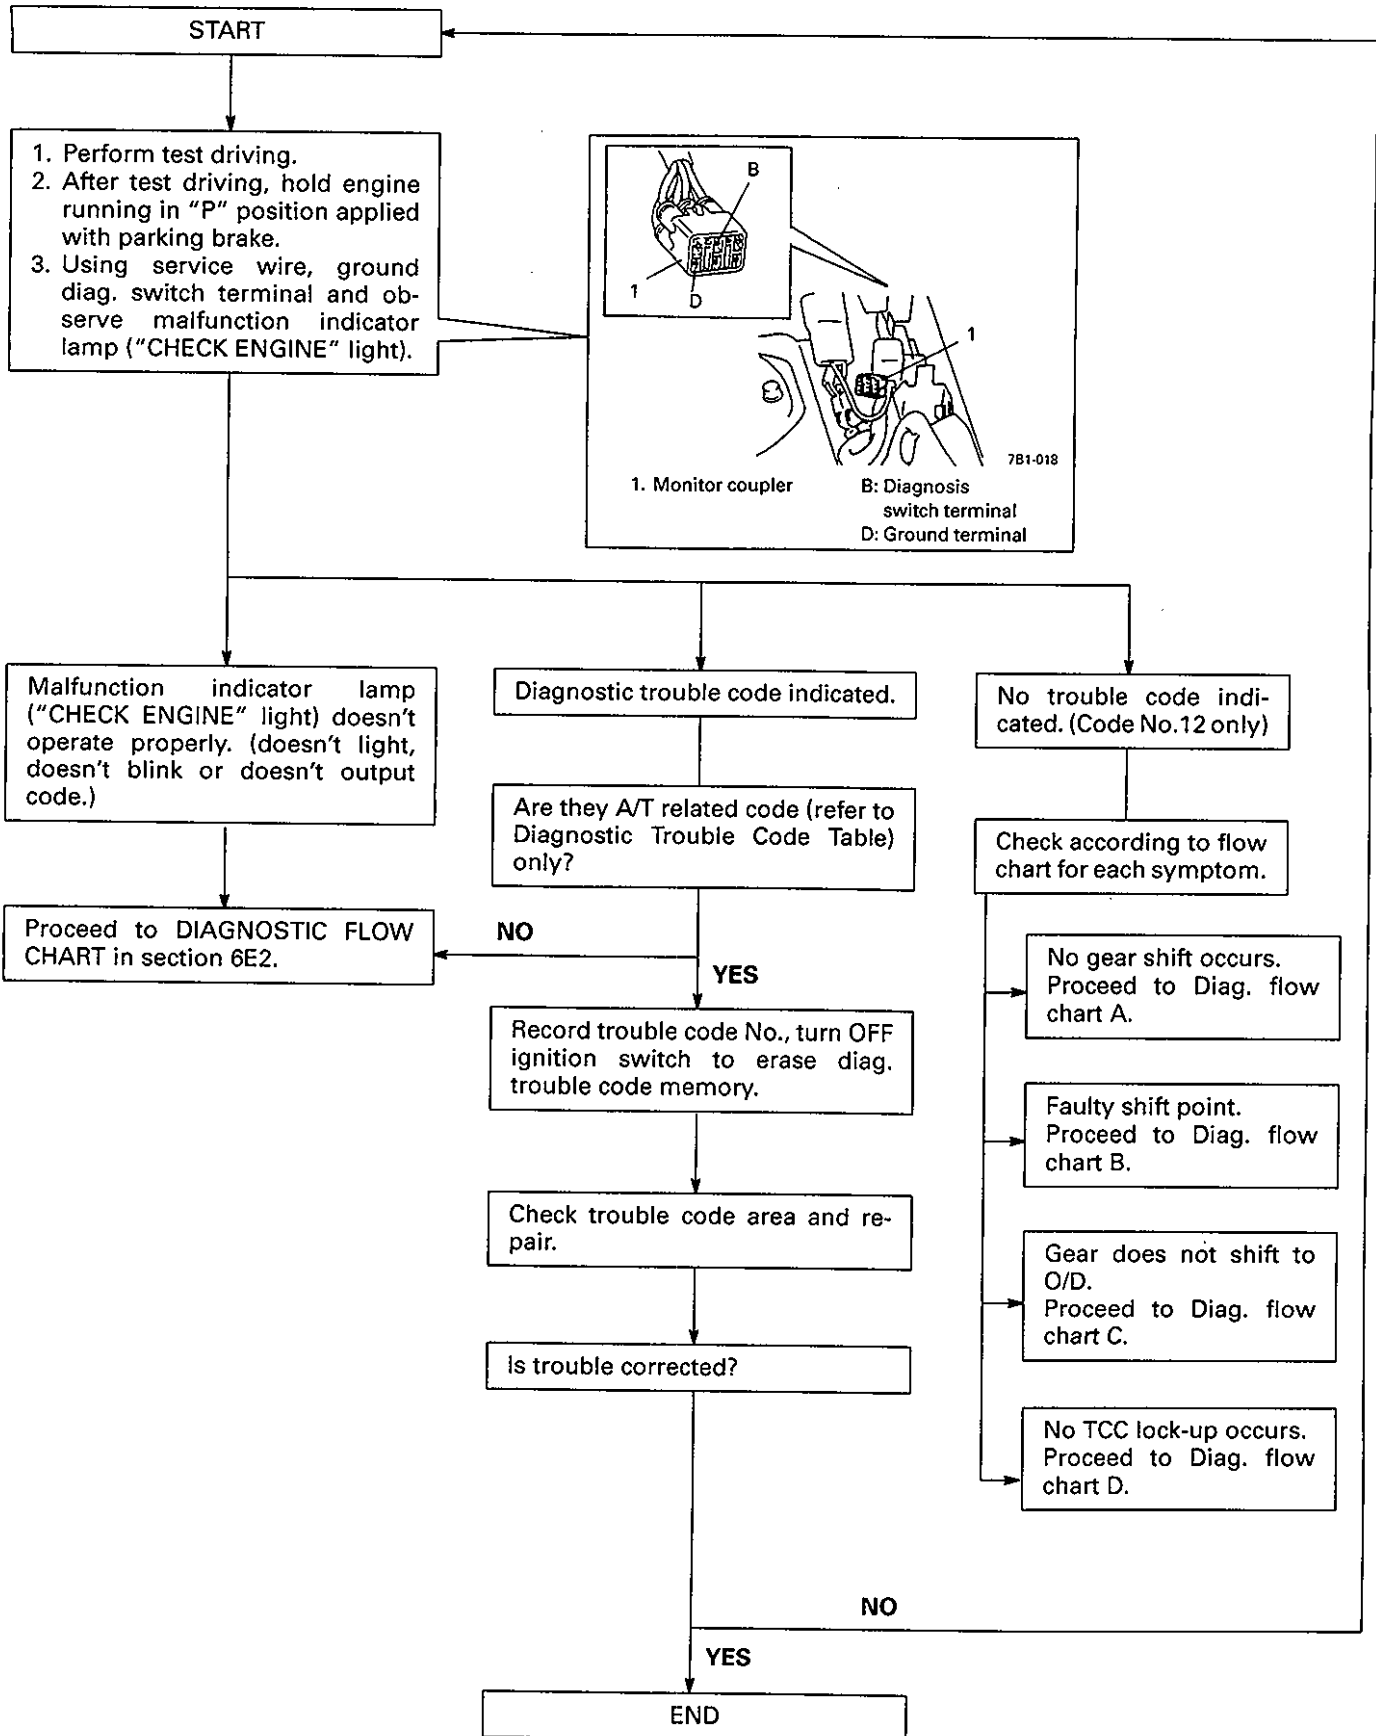 START
1. Perform test driving.
2. After test driving, hold engine
running in "P" position applied
with parking brake.
3. Using service wire, ground
diag. switch terminal and ob-
serve malfunction indicator
lamp ("CHECK ENGINE" light).
B
1
D
1
7B1-018
1. Monitor coupler
B: Diagnosis
switch terminal
D: Ground terminal
Malfunction indicator lamp
("CHECK ENGINE" light) doesn't
operate properly. (doesn't light,
doesn't blink or doesn't output
code.)
Proceed to DIAGNOSTIC FLOW
CHART in section 6E2.
Diagnostic trouble code indicated.
Are they A/T related code (refer to
Diagnostic Trouble Code Table)
only?
NO
YES
Record trouble code No., turn OFF
ignition switch to erase diag.
trouble code memory.
Check trouble code area and re-
pair.
Is trouble corrected?
No trouble code indi-
cated. (Code No.12 only)
Check according to flow
chart for each symptom.
No gear shift occurs.
Proceed to Diag. flow
chart A.
Faulty shift point.
Proceed to Diag. flow
chart B.
Gear does not shift to
O/D.
Proceed to Diag. flow
chart C.
No TCC lock-up occurs.
Proceed to Diag. flow
chart D.
NO
YES
END